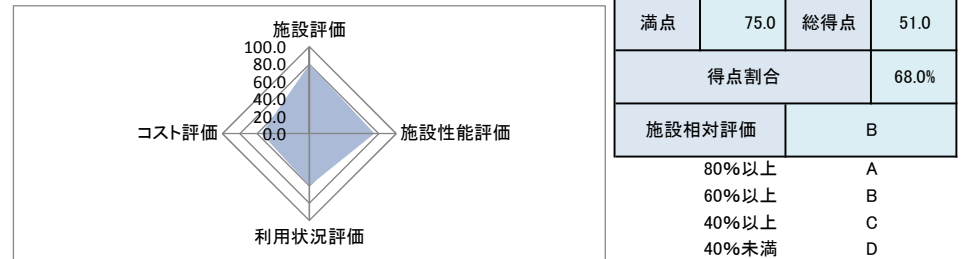 施設評価
100.0
80.0
60.0
40.0
20.0
0.0
コスト評価
施設性能評価
利用状況評価
満点 75.0 総得点 51.0
得点割合 68.0%
施設相対評価 B
80%以上 A
60%以上 B
40%以上 C
40%未満 D